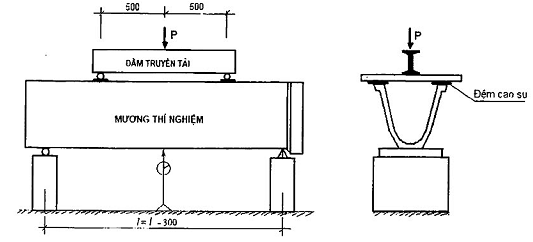 500 500
P
DẦM TRUYỀN TẢI
MƯƠNG THÍ NGHIỆM
l = l - 300
P
Đệm cao su